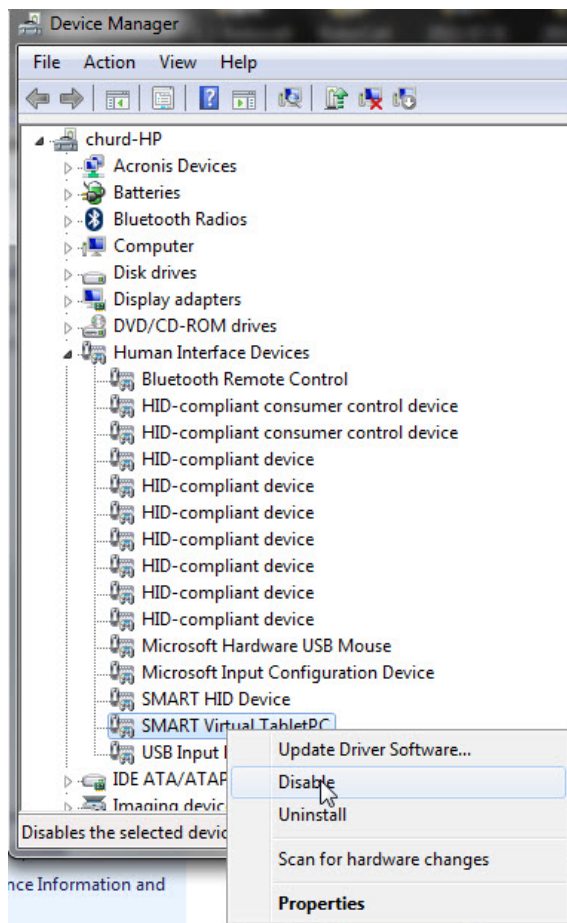 Device Manager
File Action View Help
churd-HP
Acronis Devices
Batteries
Bluetooth Radios
Computer
Disk drives
Display adapters
DVD/CD-ROM drives
Human Interface Devices
Bluetooth Remote Control
HID-compliant consumer control device
HID-compliant consumer control device
HID-compliant device
HID-compliant device
HID-compliant device
HID-compliant device
HID-compliant device
HID-compliant device
HID-compliant device
Microsoft Hardware USB Mouse
Microsoft Input Configuration Device
SMART HID Device
SMART Virtual TabletPC
USB Input
IDE ATA/ATAP
Imaging devic
Disables the selected devic
nce Information and
Update Driver Software...
Disable
Uninstall
Scan for hardware changes
Properties